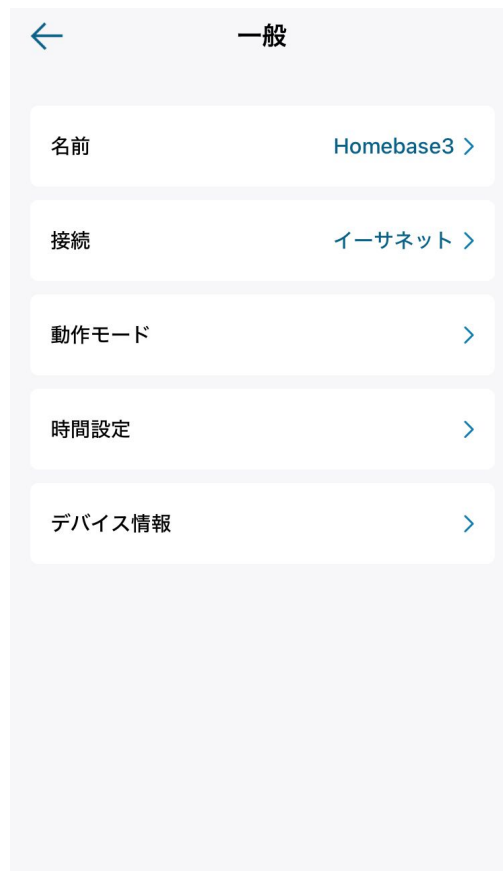 一般
名前 Homebase3
接続 イーサネット
動作モード
時間設定
デバイス情報